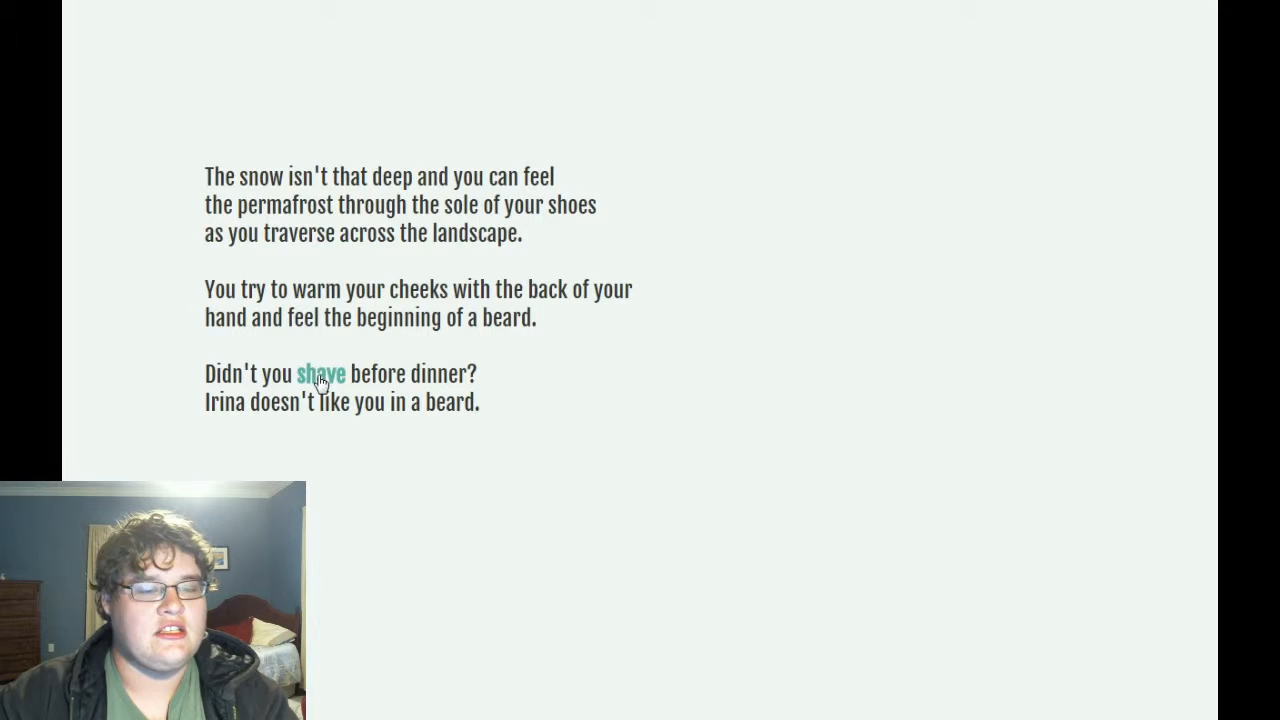 The snow isn't that deep and you can feel
the permafrost through the sole of your shoes
as you traverse across the landscape.
You try to warm your cheeks with the back of your
hand and feel the beginning of a beard.
Didn't you shave before dinner?
Irina doesn't like you in a beard.